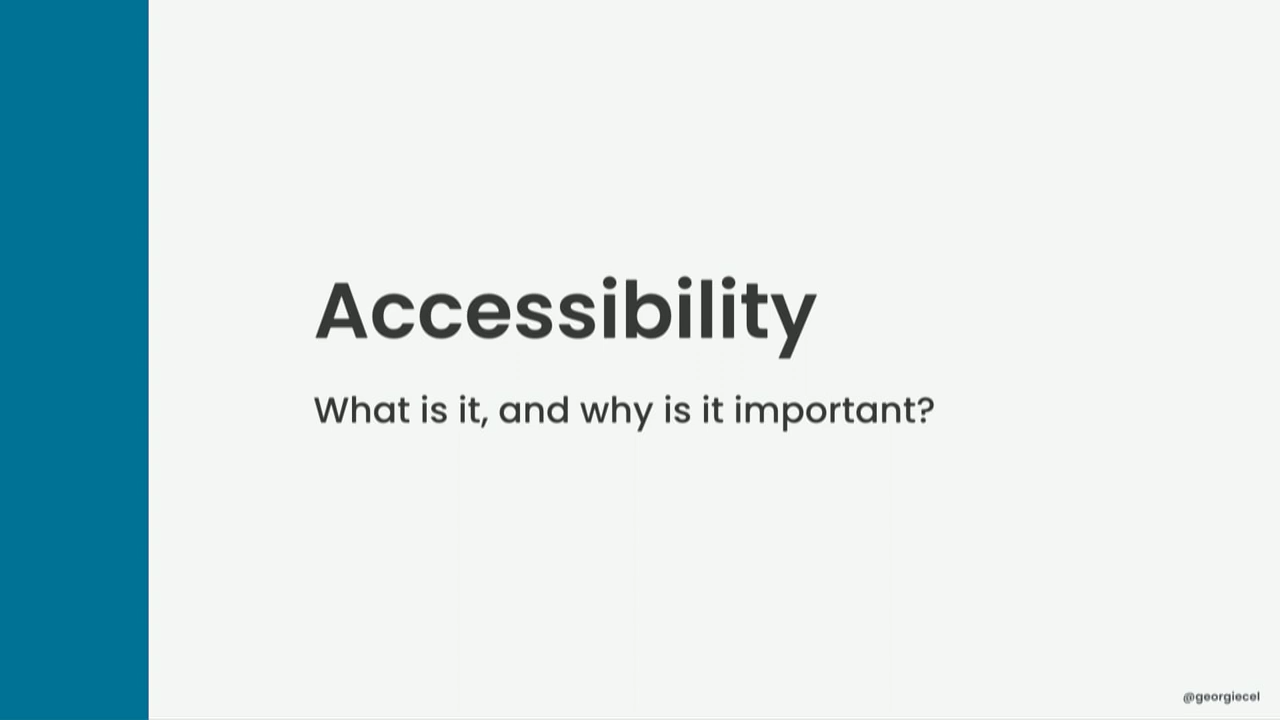 Accessibility
What is it, and why is it important?
@georgiecel